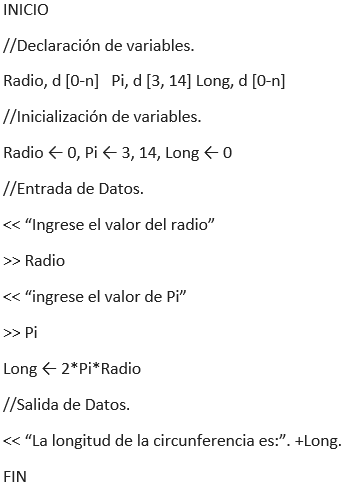 INICIO
//Declaración de variables.
Radio, d [0-n]   Pi, d [3, 14] Long, d [0-n]
//Inicialización de variables.
Radio ← 0, Pi ← 3, 14, Long ← 0
//Entrada de Datos.
<< “Ingrese el valor del radio”
>> Radio
<< “ingrese el valor de Pi”
>> Pi
Long ← 2*Pi*Radio
//Salida de Datos.
<< “La longitud de la circunferencia es:”. +Long.
FIN